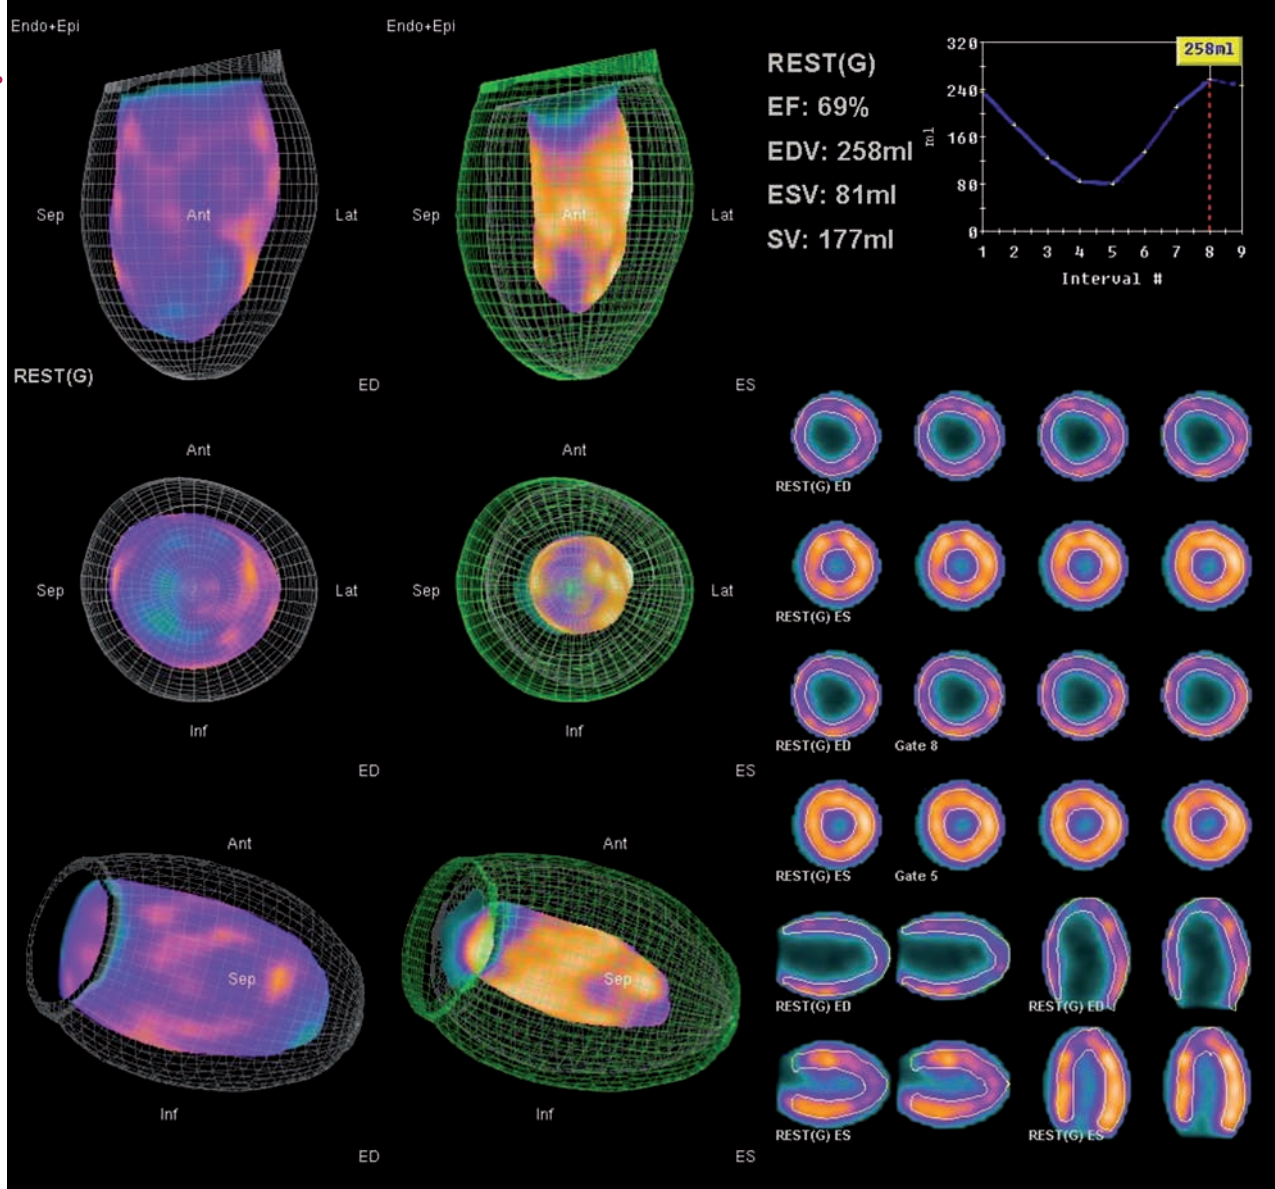 Endo+Epi
Endo+Epi
Sep
Ant
Lat
REST(G)
ED
Sep
Ant
Lat
ES
REST(G)
EF: 69%
EDV: 258ml
ESV: 81ml
SV: 177ml
258ml
320
240
160
80
0
ml
1 2 3 4 5 6 7 8 9
Interval #
Ant
Sep
Lat
Inf
ED
Ant
Sep
Lat
Inf
ES
Ant
Sep
Inf
ED
Ant
Sep
Inf
ES
REST(G) ED
REST(G) ES
REST(G) ED Gate 8
REST(G) ES Gate 5
REST(G) ED REST(G) ED
REST(G) ES REST(G) ES